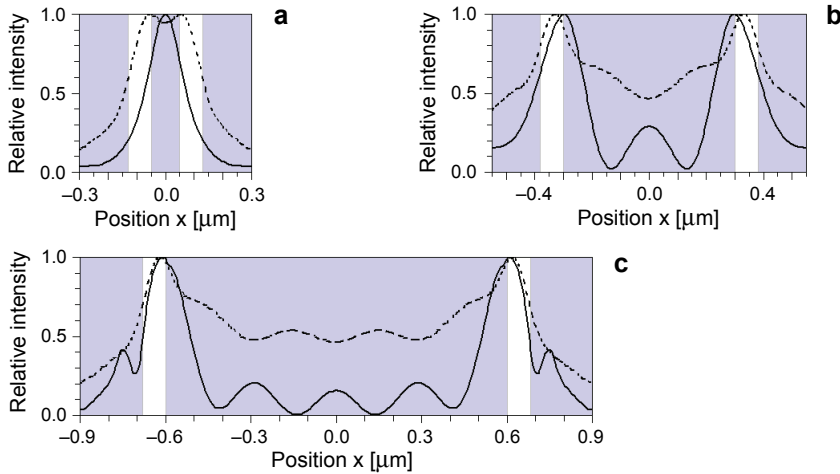 a
Relative intensity
1.0
0.5
0.0
–0.3 0.0 0.3
Position x [μm]
b
Relative intensity
1.0
0.5
0.0
–0.4 0.0 0.4
Position x [μm]
c
Relative intensity
1.0
0.5
0.0
–0.9 –0.6 –0.3 0.0 0.3 0.6 0.9
Position x [μm]